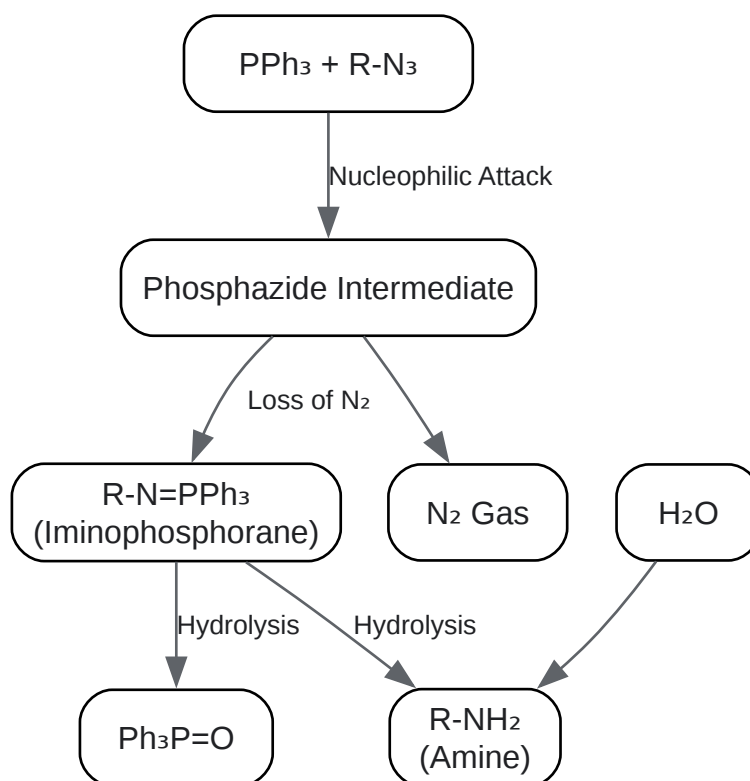 PPh₃ + R-N₃
Nucleophilic Attack
Phosphazide Intermediate
Loss of N₂
R-N=PPh₃
(Iminophosphorane)
N₂ Gas
H₂O
Hydrolysis
Hydrolysis
Ph₃P=O
R-NH₂
(Amine)